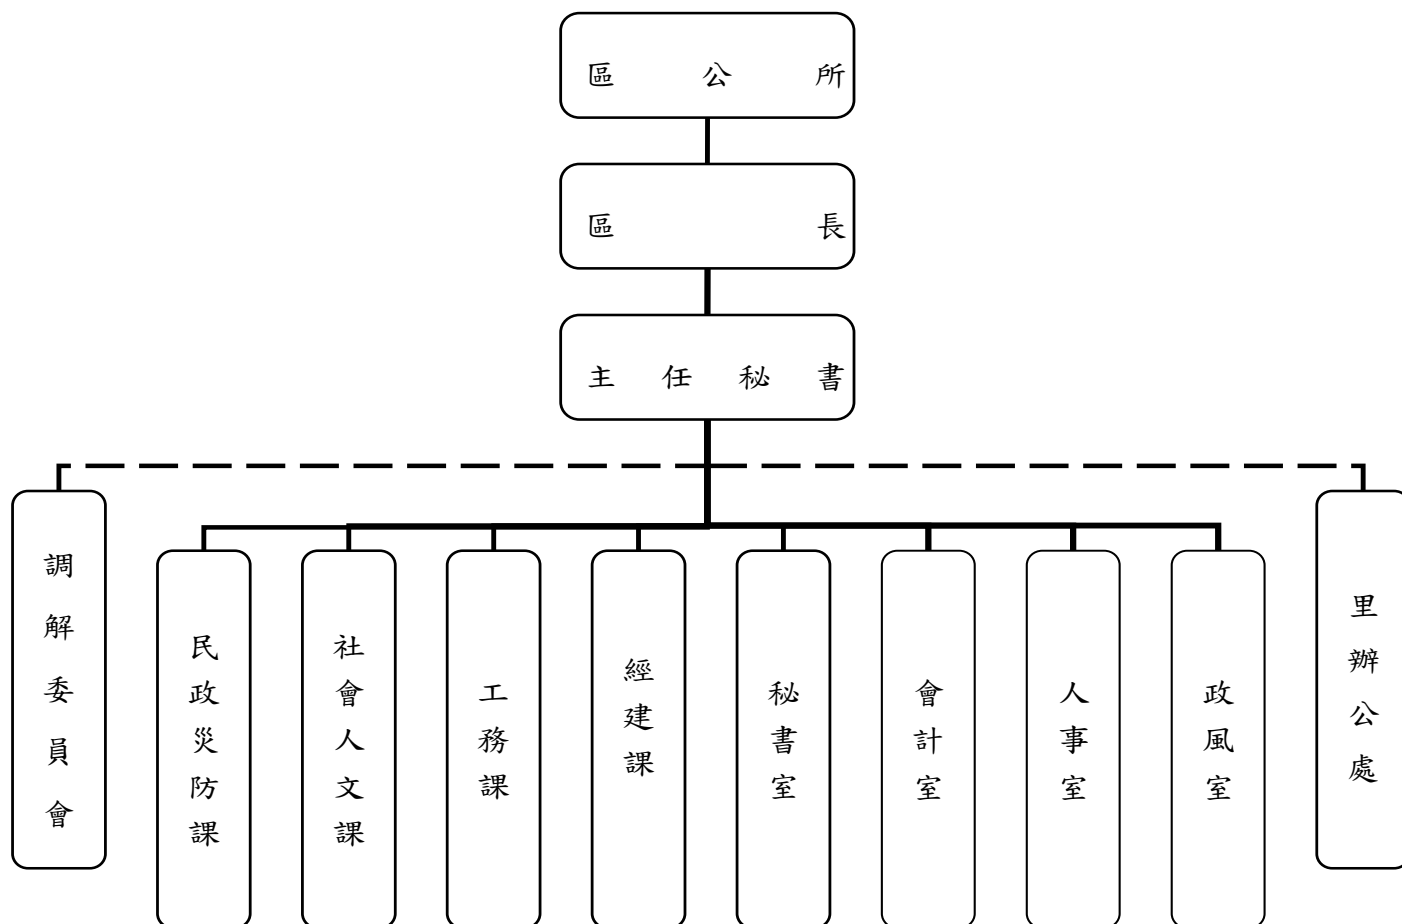 區公所
區長
主任秘書
調解委員會
民政災防課
社會人文課
工務課
經建課
秘書室
會計室
人事室
政風室
里辦公處